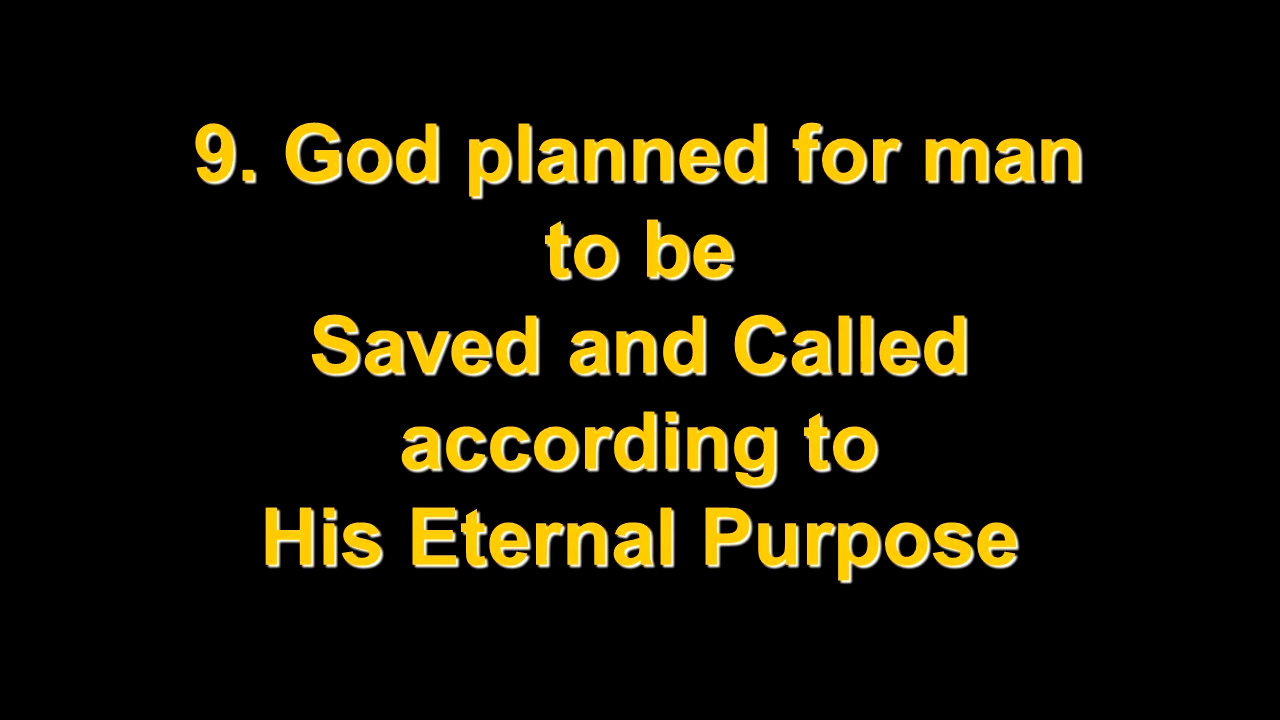 9. God planned for man
to be
Saved and Called
according to
His Eternal Purpose